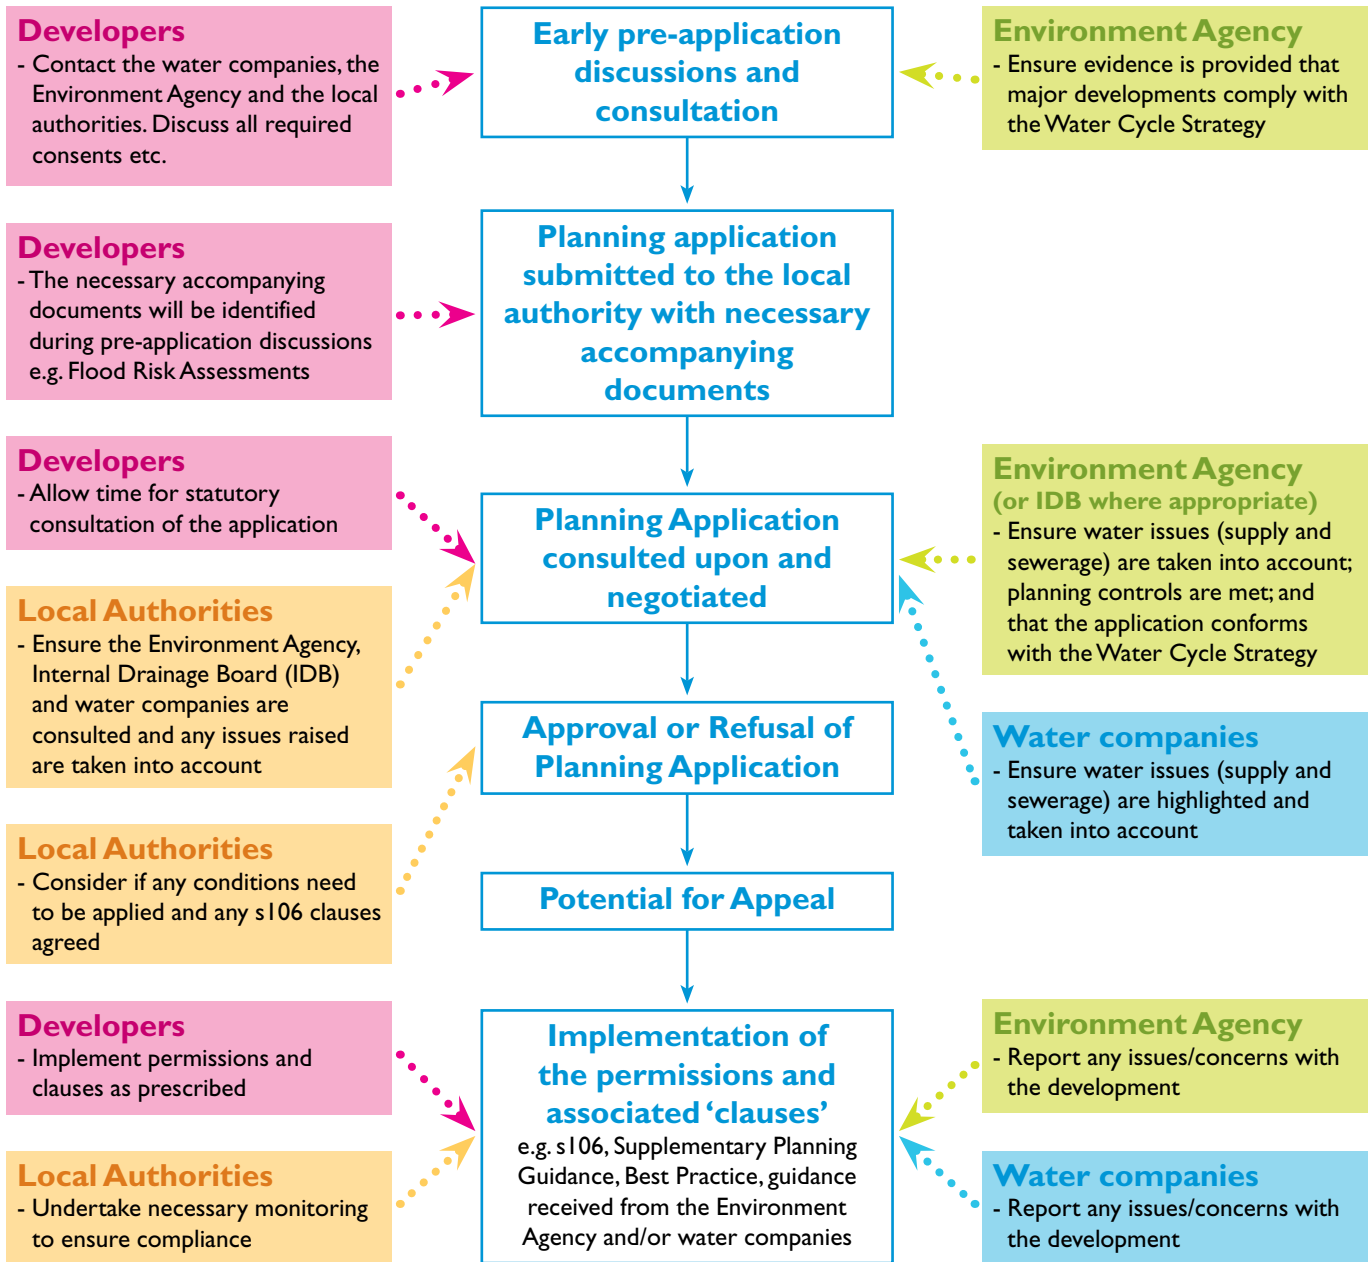 Developers
- Contact the water companies, the
Environment Agency and the local
authorities. Discuss all required
consents etc.
Early pre-application
discussions and
consultation
Environment Agency
- Ensure evidence is provided that
major developments comply with
the Water Cycle Strategy
Developers
- The necessary accompanying
documents will be identified
during pre-application discussions
e.g. Flood Risk Assessments
Planning application
submitted to the local
authority with necessary
accompanying
documents
Developers
- Allow time for statutory
consultation of the application
Local Authorities
- Ensure the Environment Agency,
Internal Drainage Board (IDB)
and water companies are
consulted and any issues raised
are taken into account
Planning Application
consulted upon and
negotiated
Environment Agency
(or IDB where appropriate)
- Ensure water issues (supply and
sewerage) are taken into account;
planning controls are met; and
that the application conforms
with the Water Cycle Strategy
Water companies
- Ensure water issues (supply and
sewerage) are highlighted and
taken into account
Local Authorities
- Consider if any conditions need
to be applied and any s106 clauses
agreed
Approval or Refusal of
Planning Application
Potential for Appeal
Developers
- Implement permissions and
clauses as prescribed
Local Authorities
- Undertake necessary monitoring
to ensure compliance
Implementation of
the permissions and
associated ‘clauses’
e.g. s106, Supplementary Planning
Guidance, Best Practice, guidance
received from the Environment
Agency and/or water companies
Environment Agency
- Report any issues/concerns with
the development
Water companies
- Report any issues/concerns with
the development